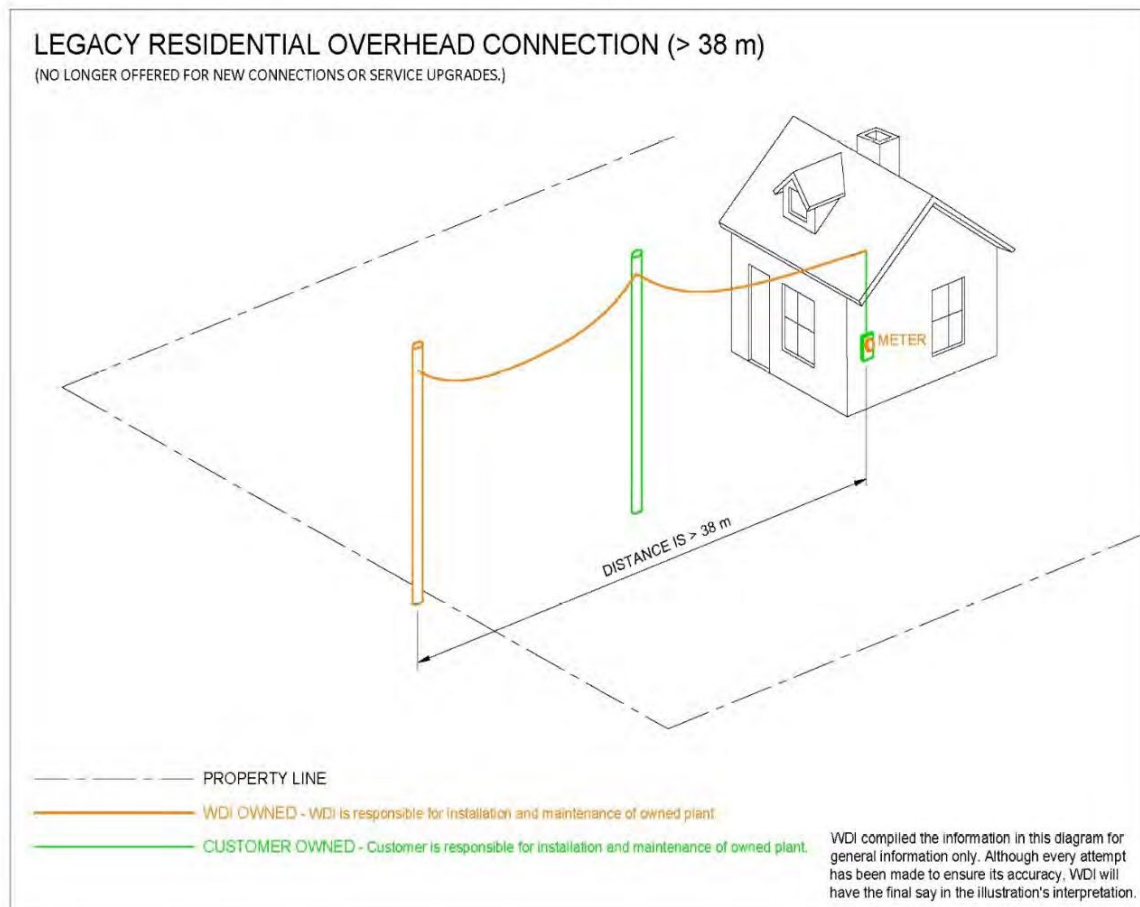 LEGACY RESIDENTIAL OVERHEAD CONNECTION (> 38 m)
(NO LONGER OFFERED FOR NEW CONNECTIONS OR SERVICE UPGRADES.)
METER
DISTANCE IS > 38 m
PROPERTY LINE
WDI OWNED - WDI is responsible for installation and maintenance of owned plant
CUSTOMER OWNED - Customer is responsible for installation and maintenance of owned plant.
WDI compiled the information in this diagram for
general information only. Although every attempt
has been made to ensure its accuracy, WDI will
have the final say in the illustration's interpretation.